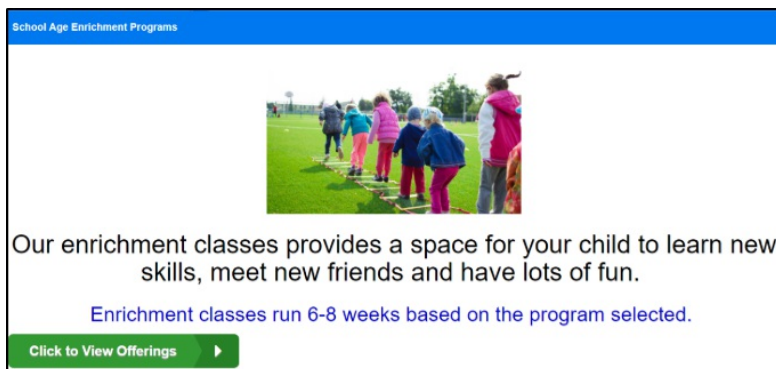 School Age Enrichment Programs
Our enrichment classes provides a space for your child to learn new
skills, meet new friends and have lots of fun.
Enrichment classes run 6-8 weeks based on the program selected.
Click to View Offerings